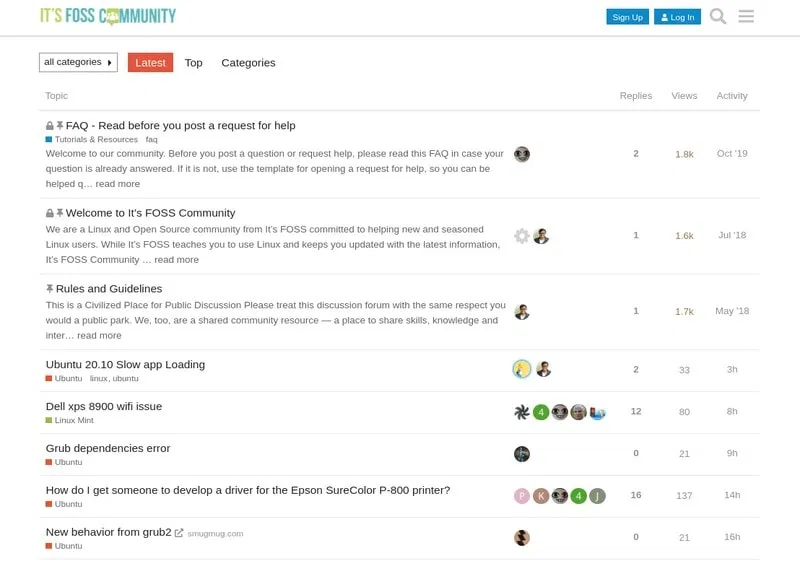 IT'S FOSS COMMUNITY
Sign Up
Log In
all categories
Latest
Top
Categories
Topic
Replies
Views
Activity
FAQ - Read before you post a request for help
Tutorials & Resources faq
Welcome to our community. Before you post a question or request help, please read this FAQ in case your
question is already answered. If it is not, use the template for opening a request for help, so you can be
helped q… read more
2
1.8k
Oct '19
Welcome to It's FOSS Community
We are a Linux and Open Source community from It's FOSS committed to helping new and seasoned
Linux users. While It's FOSS teaches you to use Linux and keeps you updated with the latest information,
It's FOSS Community … read more
1
1.6k
Jul '18
Rules and Guidelines
This is a Civilized Place for Public Discussion Please treat this discussion forum with the same respect you
would a public park. We, too, are a shared community resource — a place to share skills, knowledge and
inter… read more
1
1.7k
May '18
Ubuntu 20.10 Slow app Loading
Ubuntu linux, ubuntu
2
33
3h
Dell xps 8900 wifi issue
Linux Mint
4
12
80
8h
Grub dependencies error
Ubuntu
0
21
9h
How do I get someone to develop a driver for the Epson SureColor P-800 printer?
Ubuntu
P
K
4
J
16
137
14h
New behavior from grub2 smugmug.com
Ubuntu
0
21
16h